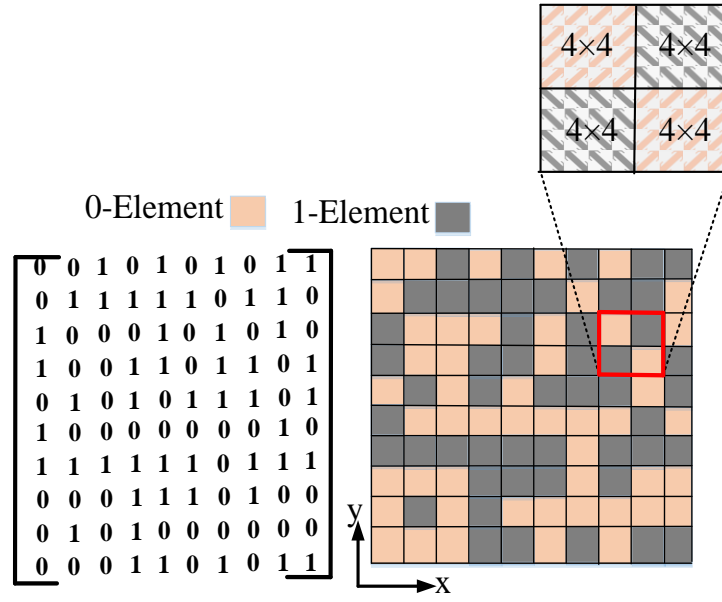 4×4 4×4
4×4 4×4
0-Element 1-Element
0 0 1 0 1 0 1 0 1 1
0 1 1 1 1 1 0 1 1 0
1 0 0 0 1 0 1 0 1 0
1 0 0 1 1 0 1 1 0 1
0 1 0 1 0 1 1 1 0 1
1 0 0 0 0 0 0 0 1 0
1 1 1 1 1 1 0 1 1 1
0 0 0 1 1 1 0 1 0 0
0 1 0 1 0 0 0 0 0 0
0 0 0 1 1 0 1 0 1 1
y
x